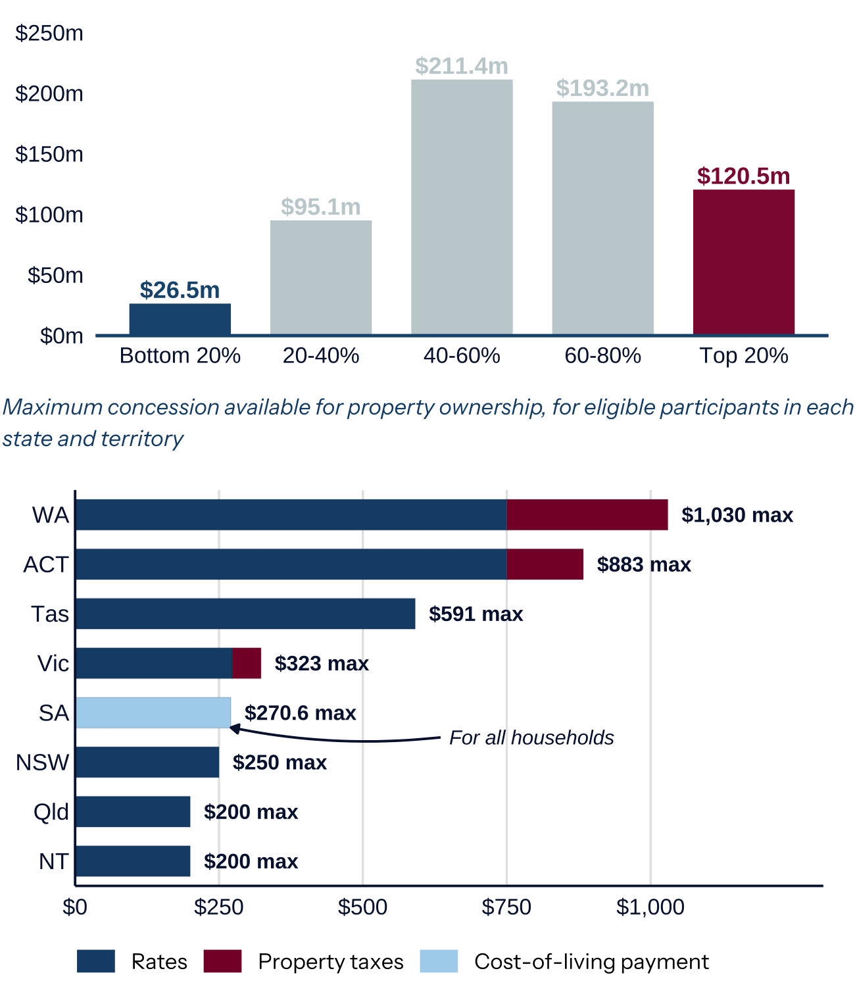 $250m
$200m
$150m
$100m
$50m
$0m
$26.5m
$95.1m
$211.4m
$193.2m
$120.5m
Bottom 20%
20-40%
40-60%
60-80%
Top 20%
Maximum concession available for property ownership, for eligible participants in each
state and territory
WA $1,030 max
ACT $883 max
Tas $591 max
Vic $323 max
SA $270.6 max
For all households
NSW $250 max
Qld $200 max
NT $200 max
$0 $250 $500 $750 $1,000
Rates Property taxes Cost-of-living payment